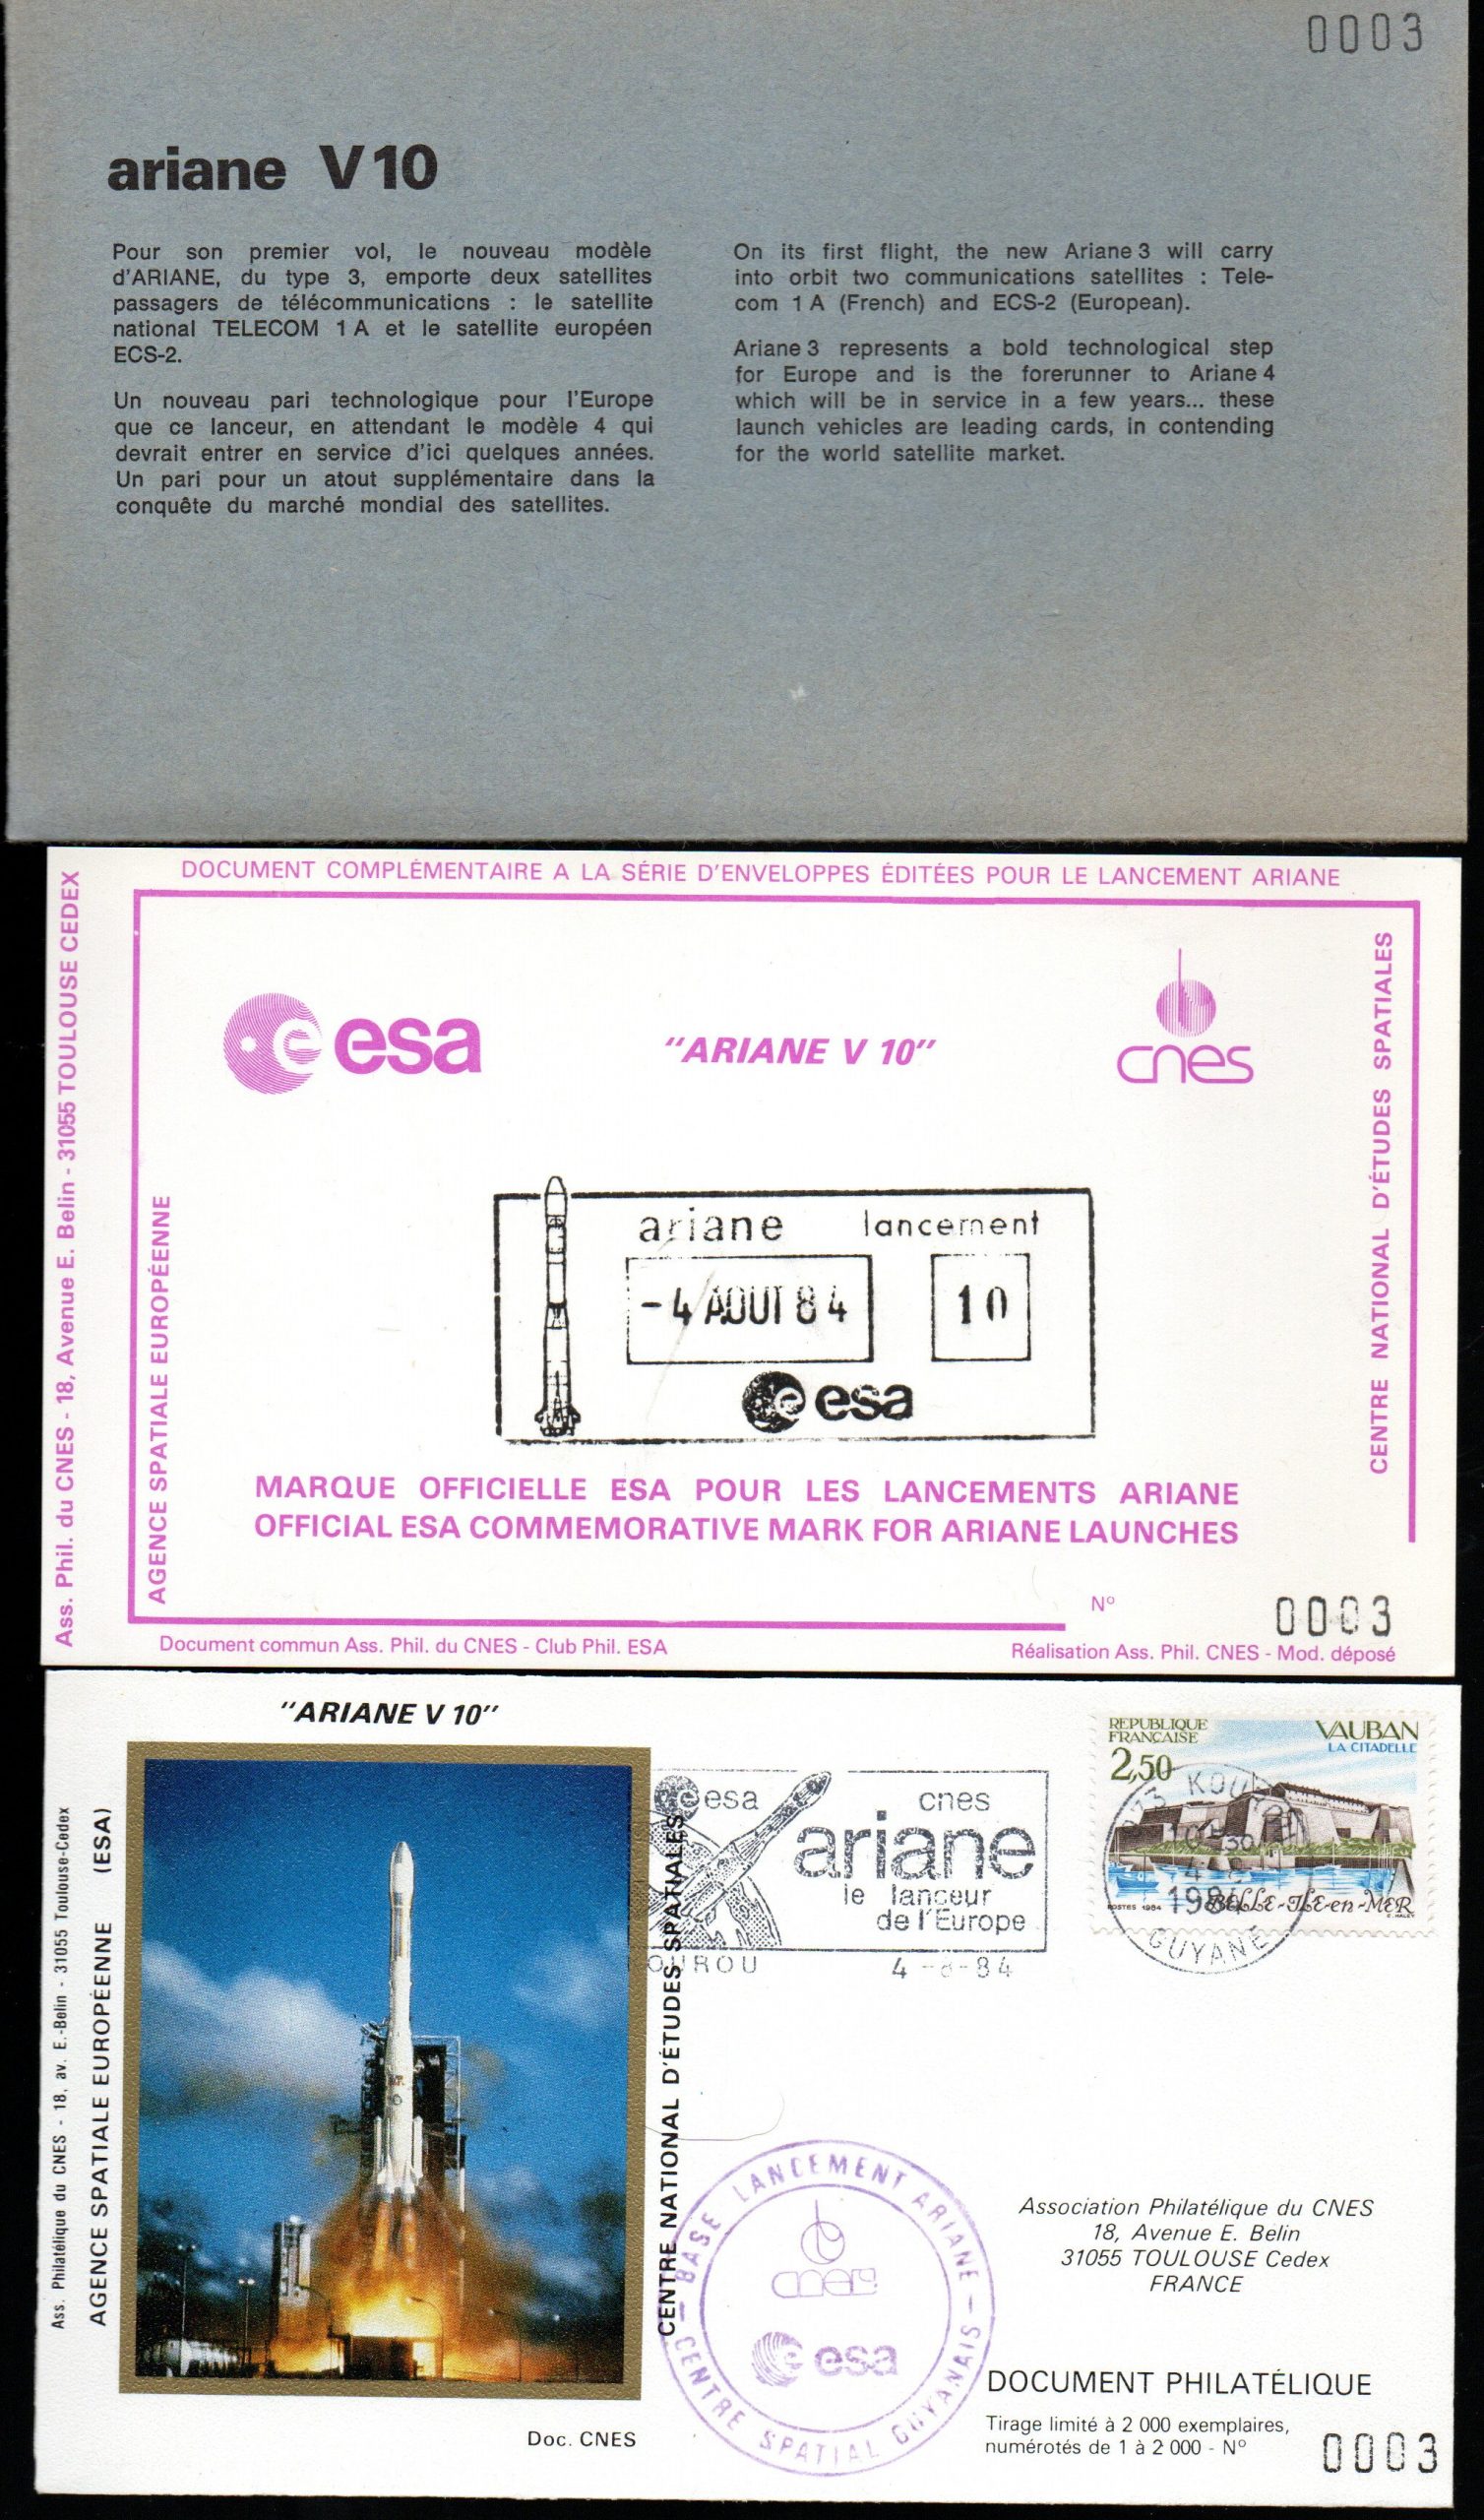 0003
ariane V10
Pour son premier vol, le nouveau modèle
d'ARIANE, du type 3, emporte deux satellites
passagers de télécommunications : le satellite
national TELECOM 1 A et le satellite européen
ECS-2.
Un nouveau pari technologique pour l'Europe
que ce lanceur, en attendant le modèle 4 qui
devrait entrer en service d'ici quelques années.
Un pari pour un atout supplémentaire dans la
conquête du marché mondial des satellites.
On its first flight, the new Ariane 3 will carry
into orbit two communications satellites : Tele-
com 1 A (French) and ECS-2 (European).
Ariane 3 represents a bold technological step
for Europe and is the forerunner to Ariane 4
which will be in service in a few years... these
launch vehicles are leading cards, in contending
for the world satellite market.
DOCUMENT COMPLÉMENTAIRE A LA SÉRIE D'ENVELOPPES ÉDITÉES POUR LE LANCEMENT ARIANE
Ass. Phil. du CNES - 18, Avenue E. Belin - 31055 TOULOUSE CEDEX
AGENCE SPATIALE EUROPÉENNE
esa
"ARIANE V 10"
cnes
CENTRE NATIONAL D'ÉTUDES SPATIALES
ariane lancement
-4 AOUT 84 10
esa
MARQUE OFFICIELLE ESA POUR LES LANCEMENTS ARIANE
OFFICIAL ESA COMMEMORATIVE MARK FOR ARIANE LAUNCHES
N° 0003
Document commun Ass. Phil. du CNES - Club Phil. ESA
Réalisation Ass. Phil. CNES - Mod. déposé
"ARIANE V 10"
Ass. Philatélique du CNES - 18, av. E.-Belin - 31055 Toulouse-Cedex
AGENCE SPATIALE EUROPÉENNE (ESA)
CENTRE NATIONAL D'ÉTUDES SPATIALES
Doc. CNES
esa cnes
ariane
le lanceur
de l'Europe
KOUROU 4-8-84
REPUBLIQUE
FRANÇAISE
2,50
VAUBAN
LA CITADELLE
BELLE-ILE-en-MER
POSTES 1984
KOUROU
1984
GUYANE
BASE LANCEMENT ARIANE
CENTRE SPATIAL GUYANAIS
cnes
esa
Association Philatélique du CNES
18, Avenue E. Belin
31055 TOULOUSE Cedex
FRANCE
DOCUMENT PHILATÉLIQUE
Tirage limité à 2 000 exemplaires,
numérotés de 1 à 2 000 - N° 0003